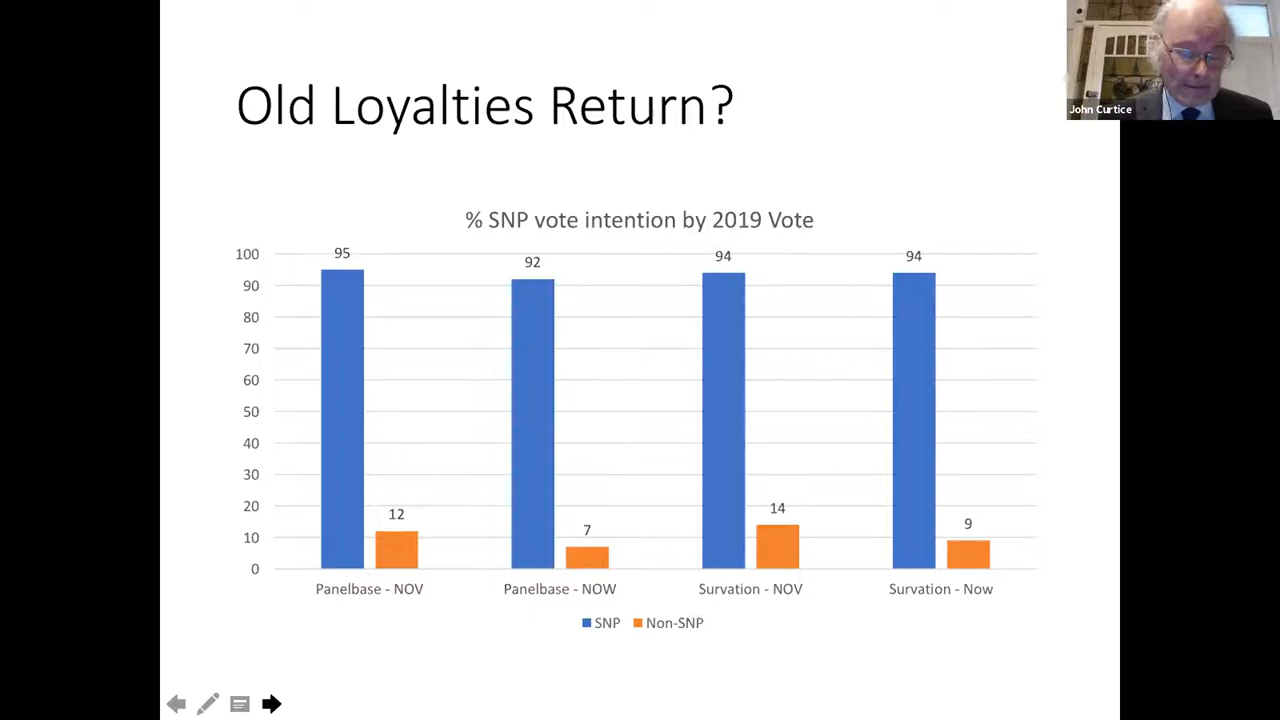 John Curtice
Old Loyalties Return?
% SNP vote intention by 2019 Vote
100
90
80
70
60
50
40
30
20
10
0
95
12
92
7
94
14
94
9
Panelbase - NOV
Panelbase - NOW
Survation - NOV
Survation - Now
SNP
Non-SNP